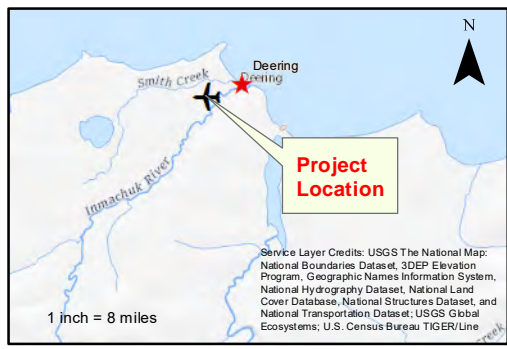 N
Deering
Deering
Smith Creek
Inmachuk River
Project
Location
Service Layer Credits: USGS The National Map:
National Boundaries Dataset, 3DEP Elevation
Program, Geographic Names Information System,
National Hydrography Dataset, National Land
Cover Database, National Structures Dataset, and
National Transportation Dataset; USGS Global
Ecosystems; U.S. Census Bureau TIGER/Line
1 inch = 8 miles